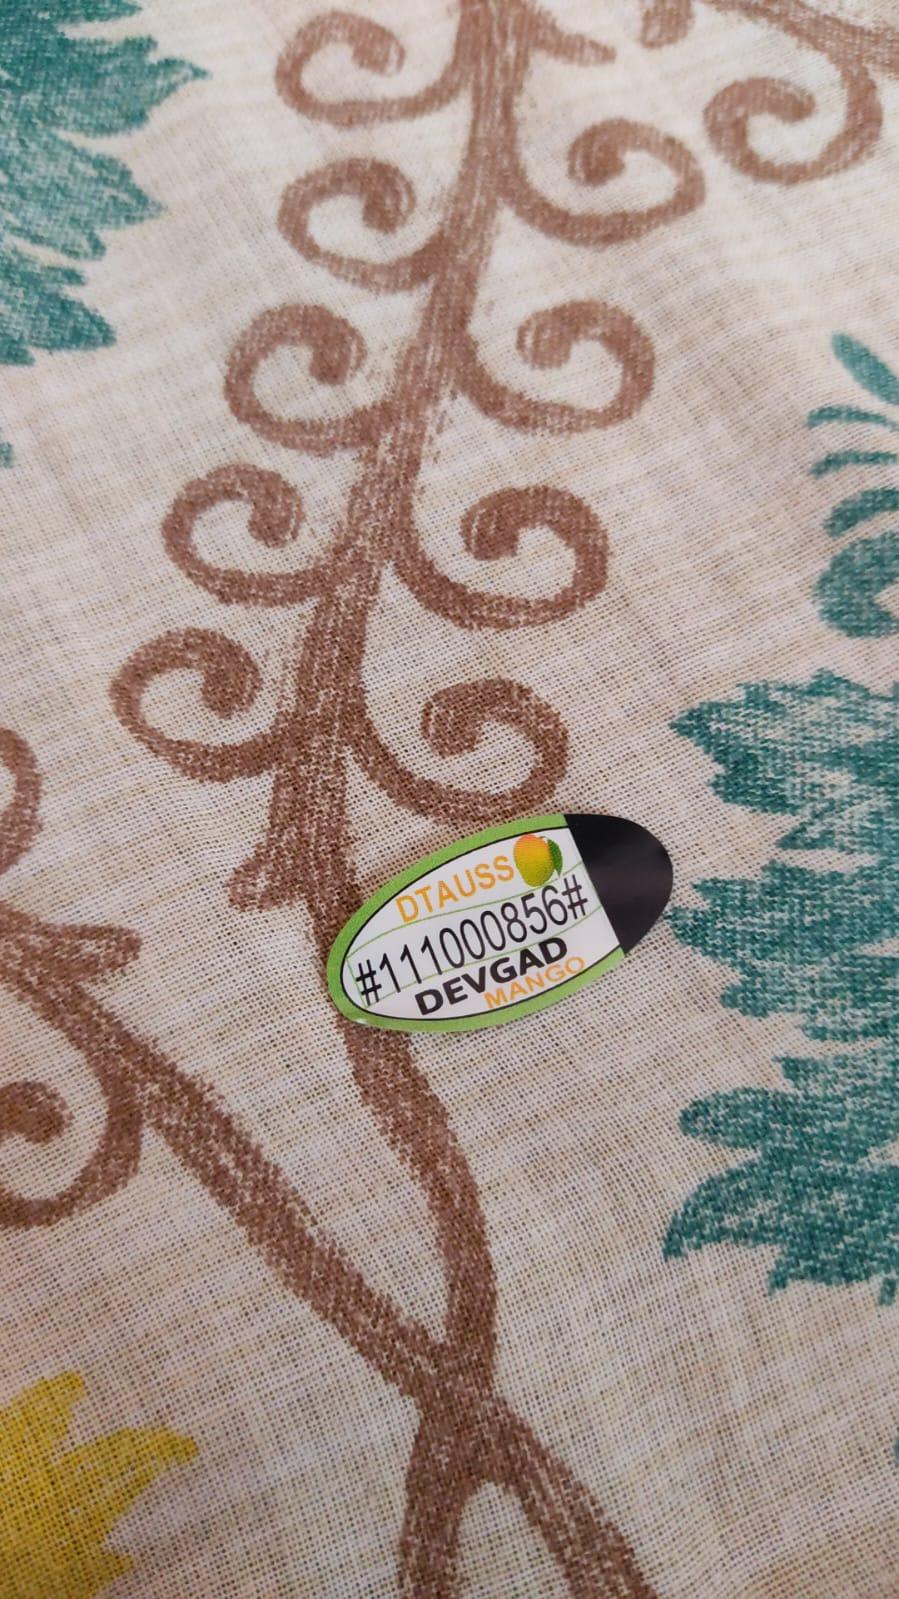 DTAUSS
#111000856#
DEVGAD
MANGO